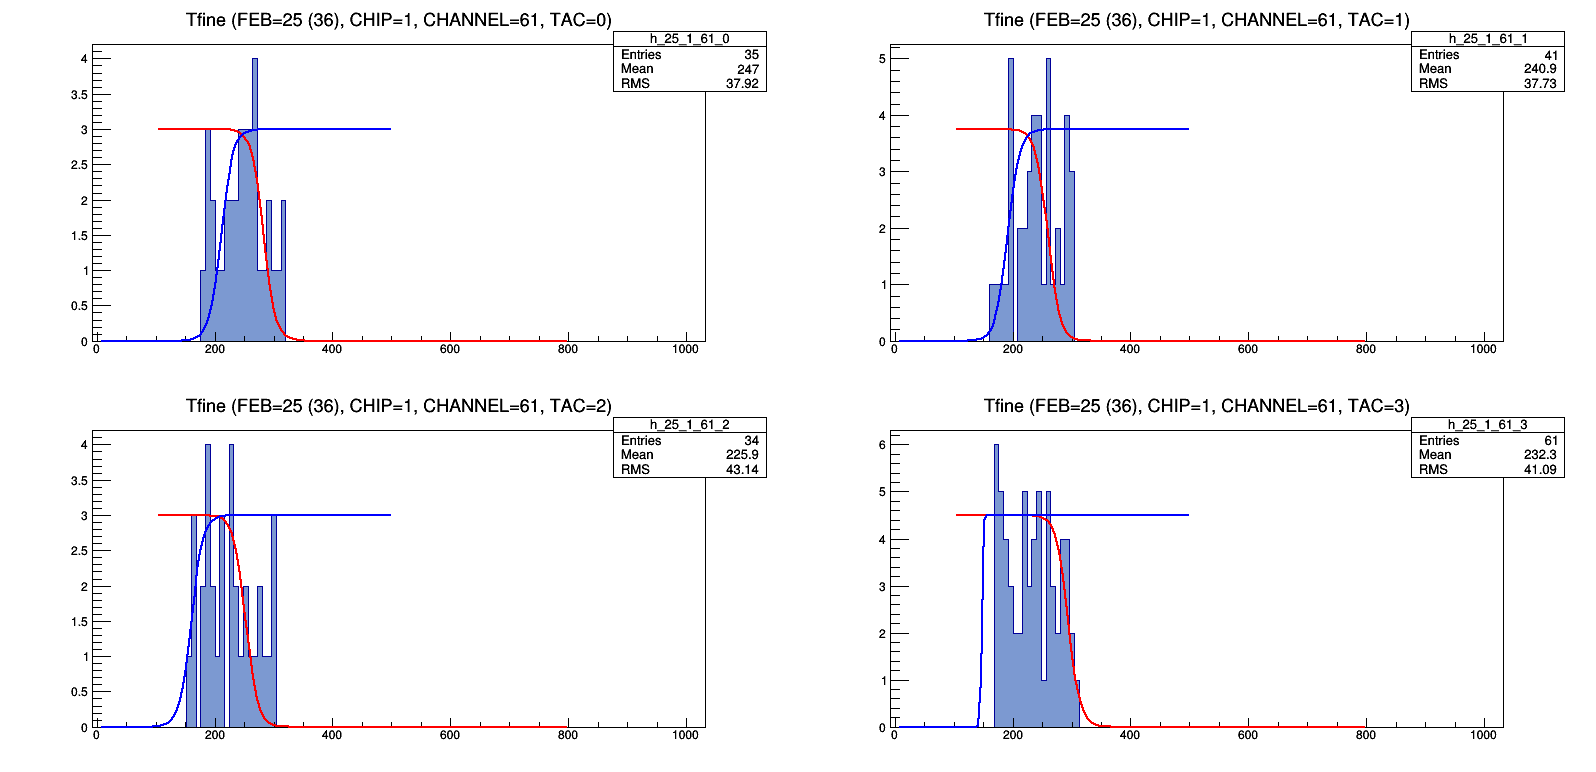 Tfine (FEB=25 (36), CHIP=1, CHANNEL=61, TAC=0)
h_25_1_61_0
Entries 35
Mean 247
RMS 37.92
4
3.5
3
2.5
2
1.5
1
0.5
0
0 200 400 600 800 1000
Tfine (FEB=25 (36), CHIP=1, CHANNEL=61, TAC=1)
h_25_1_61_1
Entries 41
Mean 240.9
RMS 37.73
5
4
3
2
1
0
0 200 400 600 800 1000
Tfine (FEB=25 (36), CHIP=1, CHANNEL=61, TAC=2)
h_25_1_61_2
Entries 34
Mean 225.9
RMS 43.14
4
3.5
3
2.5
2
1.5
1
0.5
0
0 200 400 600 800 1000
Tfine (FEB=25 (36), CHIP=1, CHANNEL=61, TAC=3)
h_25_1_61_3
Entries 61
Mean 232.3
RMS 41.09
6
5
4
3
2
1
0
0 200 400 600 800 1000